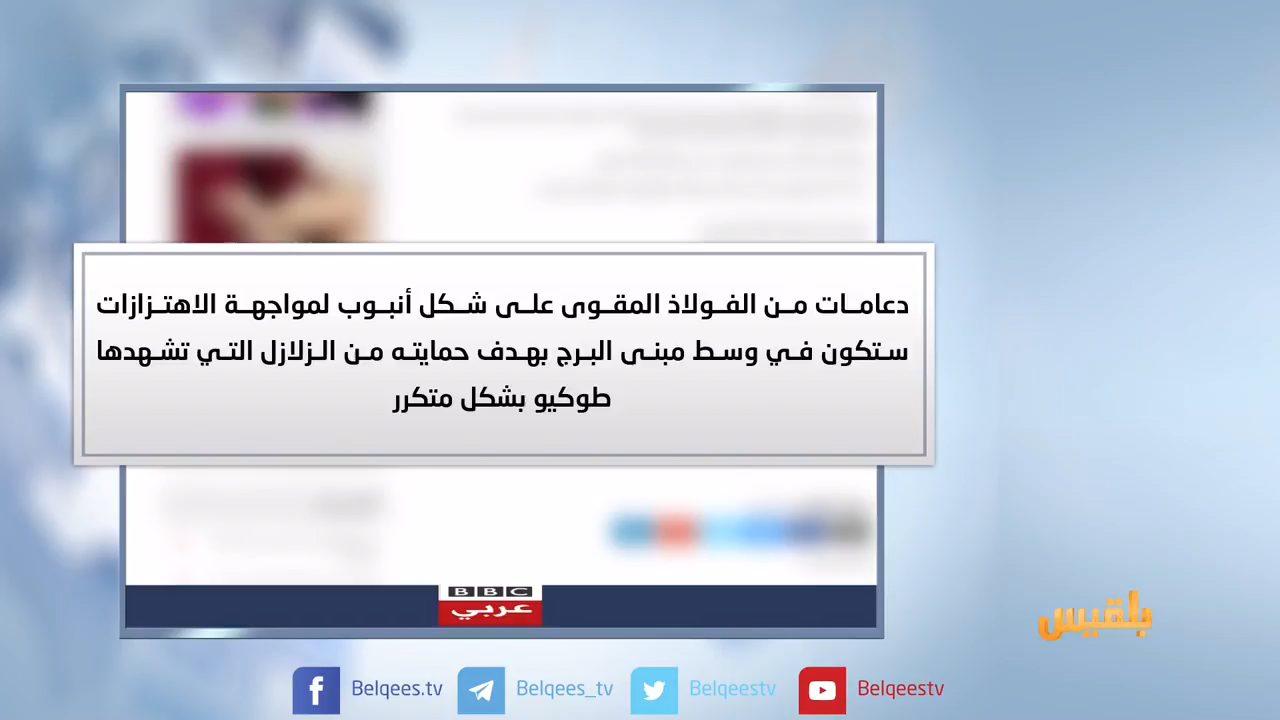 دعامات من الفولاذ المقوى على شكل أنبوب لمواجهة الاهتزازات
ستكون في وسط مبنى البرج بهدف حمايته من الزلازل التي تشهدها
طوكيو بشكل متكرر
BBC
عربي
بلقيس
Belqees.tv
Belqees_tv
Belqeestv
Belqeestv